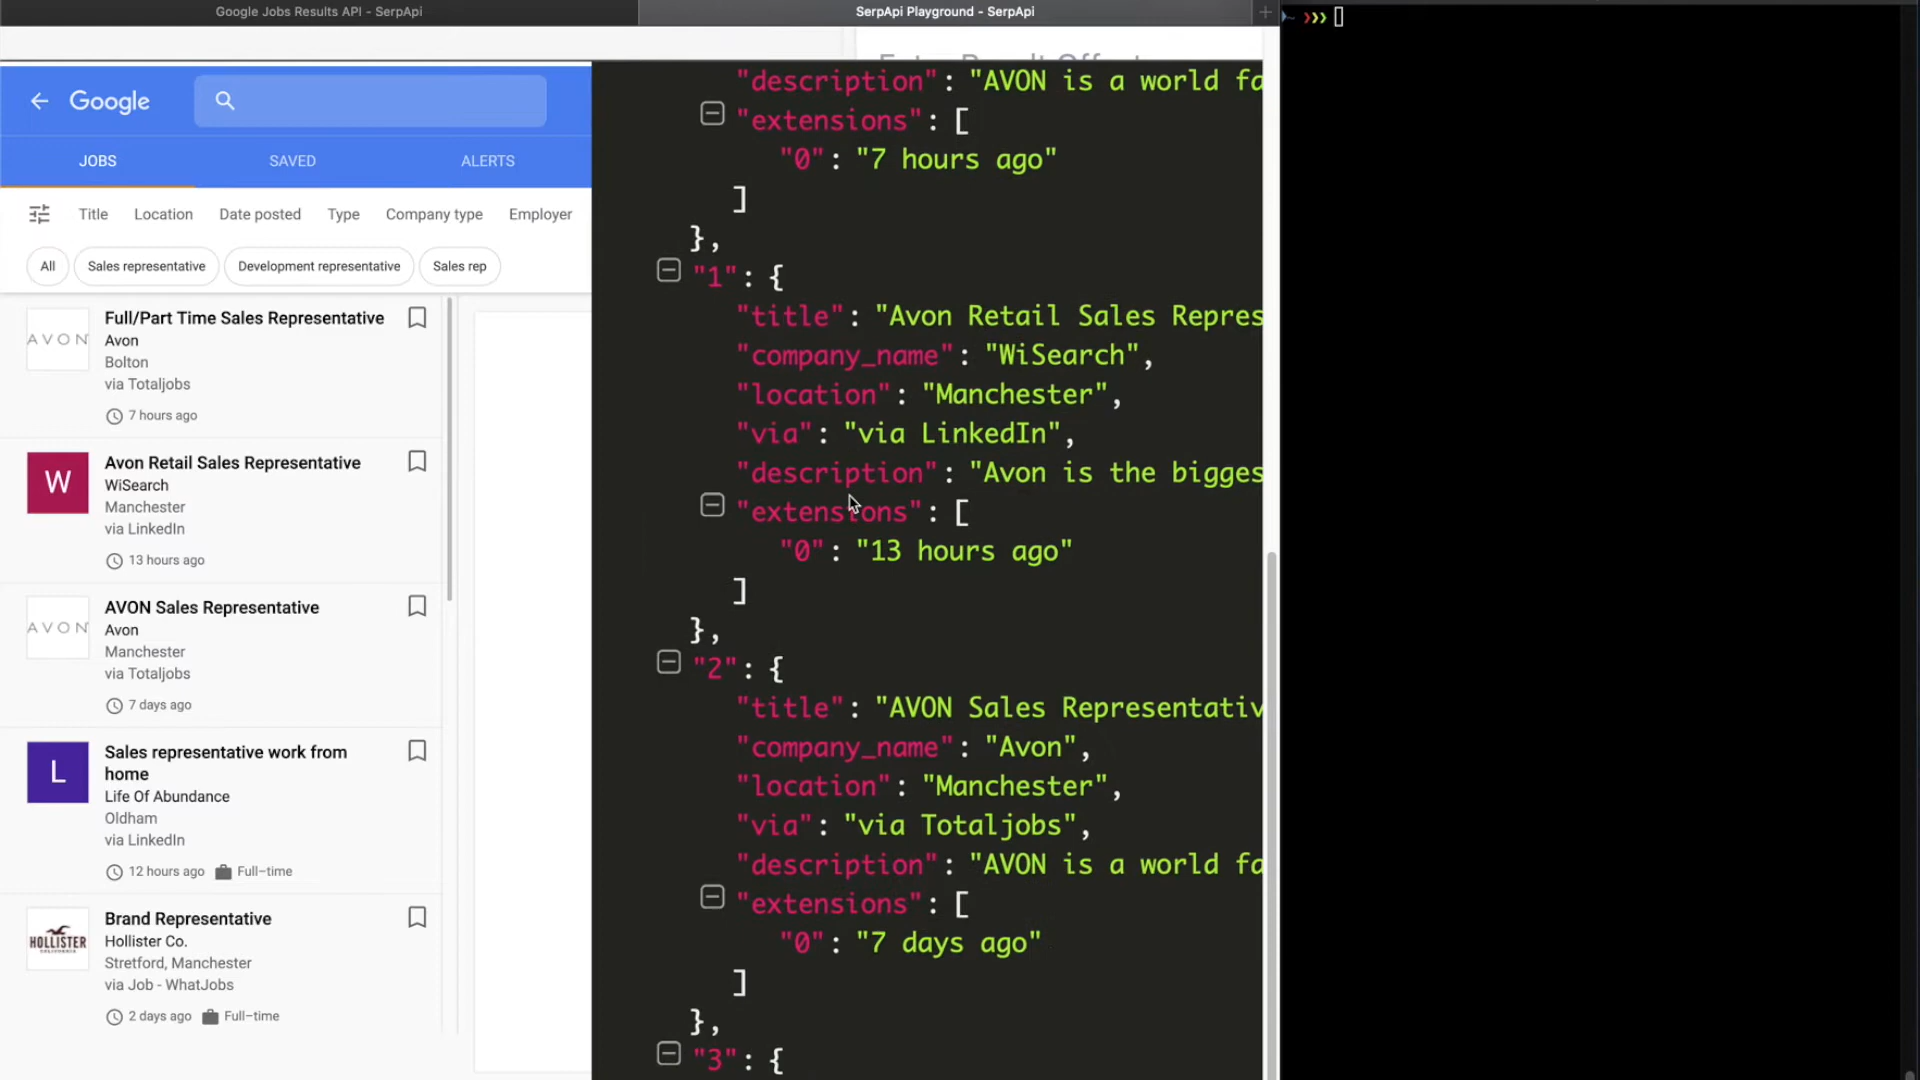 Google Jobs Results API - SerpApi
SerpApi Playground - SerpApi
Google
JOBS
SAVED
ALERTS
Title
Location
Date posted
Type
Company type
Employer
All
Sales representative
Development representative
Sales rep
AVON
Full/Part Time Sales Representative
Avon
Bolton
via Totaljobs
7 hours ago
W
Avon Retail Sales Representative
WiSearch
Manchester
via LinkedIn
13 hours ago
AVON
AVON Sales Representative
Avon
Manchester
via Totaljobs
7 days ago
L
Sales representative work from
home
Life Of Abundance
Oldham
via LinkedIn
12 hours ago
Full-time
HOLLISTER
CALIFORNIA
Brand Representative
Hollister Co.
Stretford, Manchester
via Job - WhatJobs
2 days ago
Full-time
"description": "AVON is a world fa
"extensions": [
"0": "7 hours ago"
]
},
"1": {
"title": "Avon Retail Sales Repres
"company_name": "WiSearch",
"location": "Manchester",
"via": "via LinkedIn",
"description": "Avon is the bigges
"extensions": [
"0": "13 hours ago"
]
},
"2": {
"title": "AVON Sales Representativ
"company_name": "Avon",
"location": "Manchester",
"via": "via Totaljobs",
"description": "AVON is a world fa
"extensions": [
"0": "7 days ago"
]
},
"3": {
~ ❯❯❯